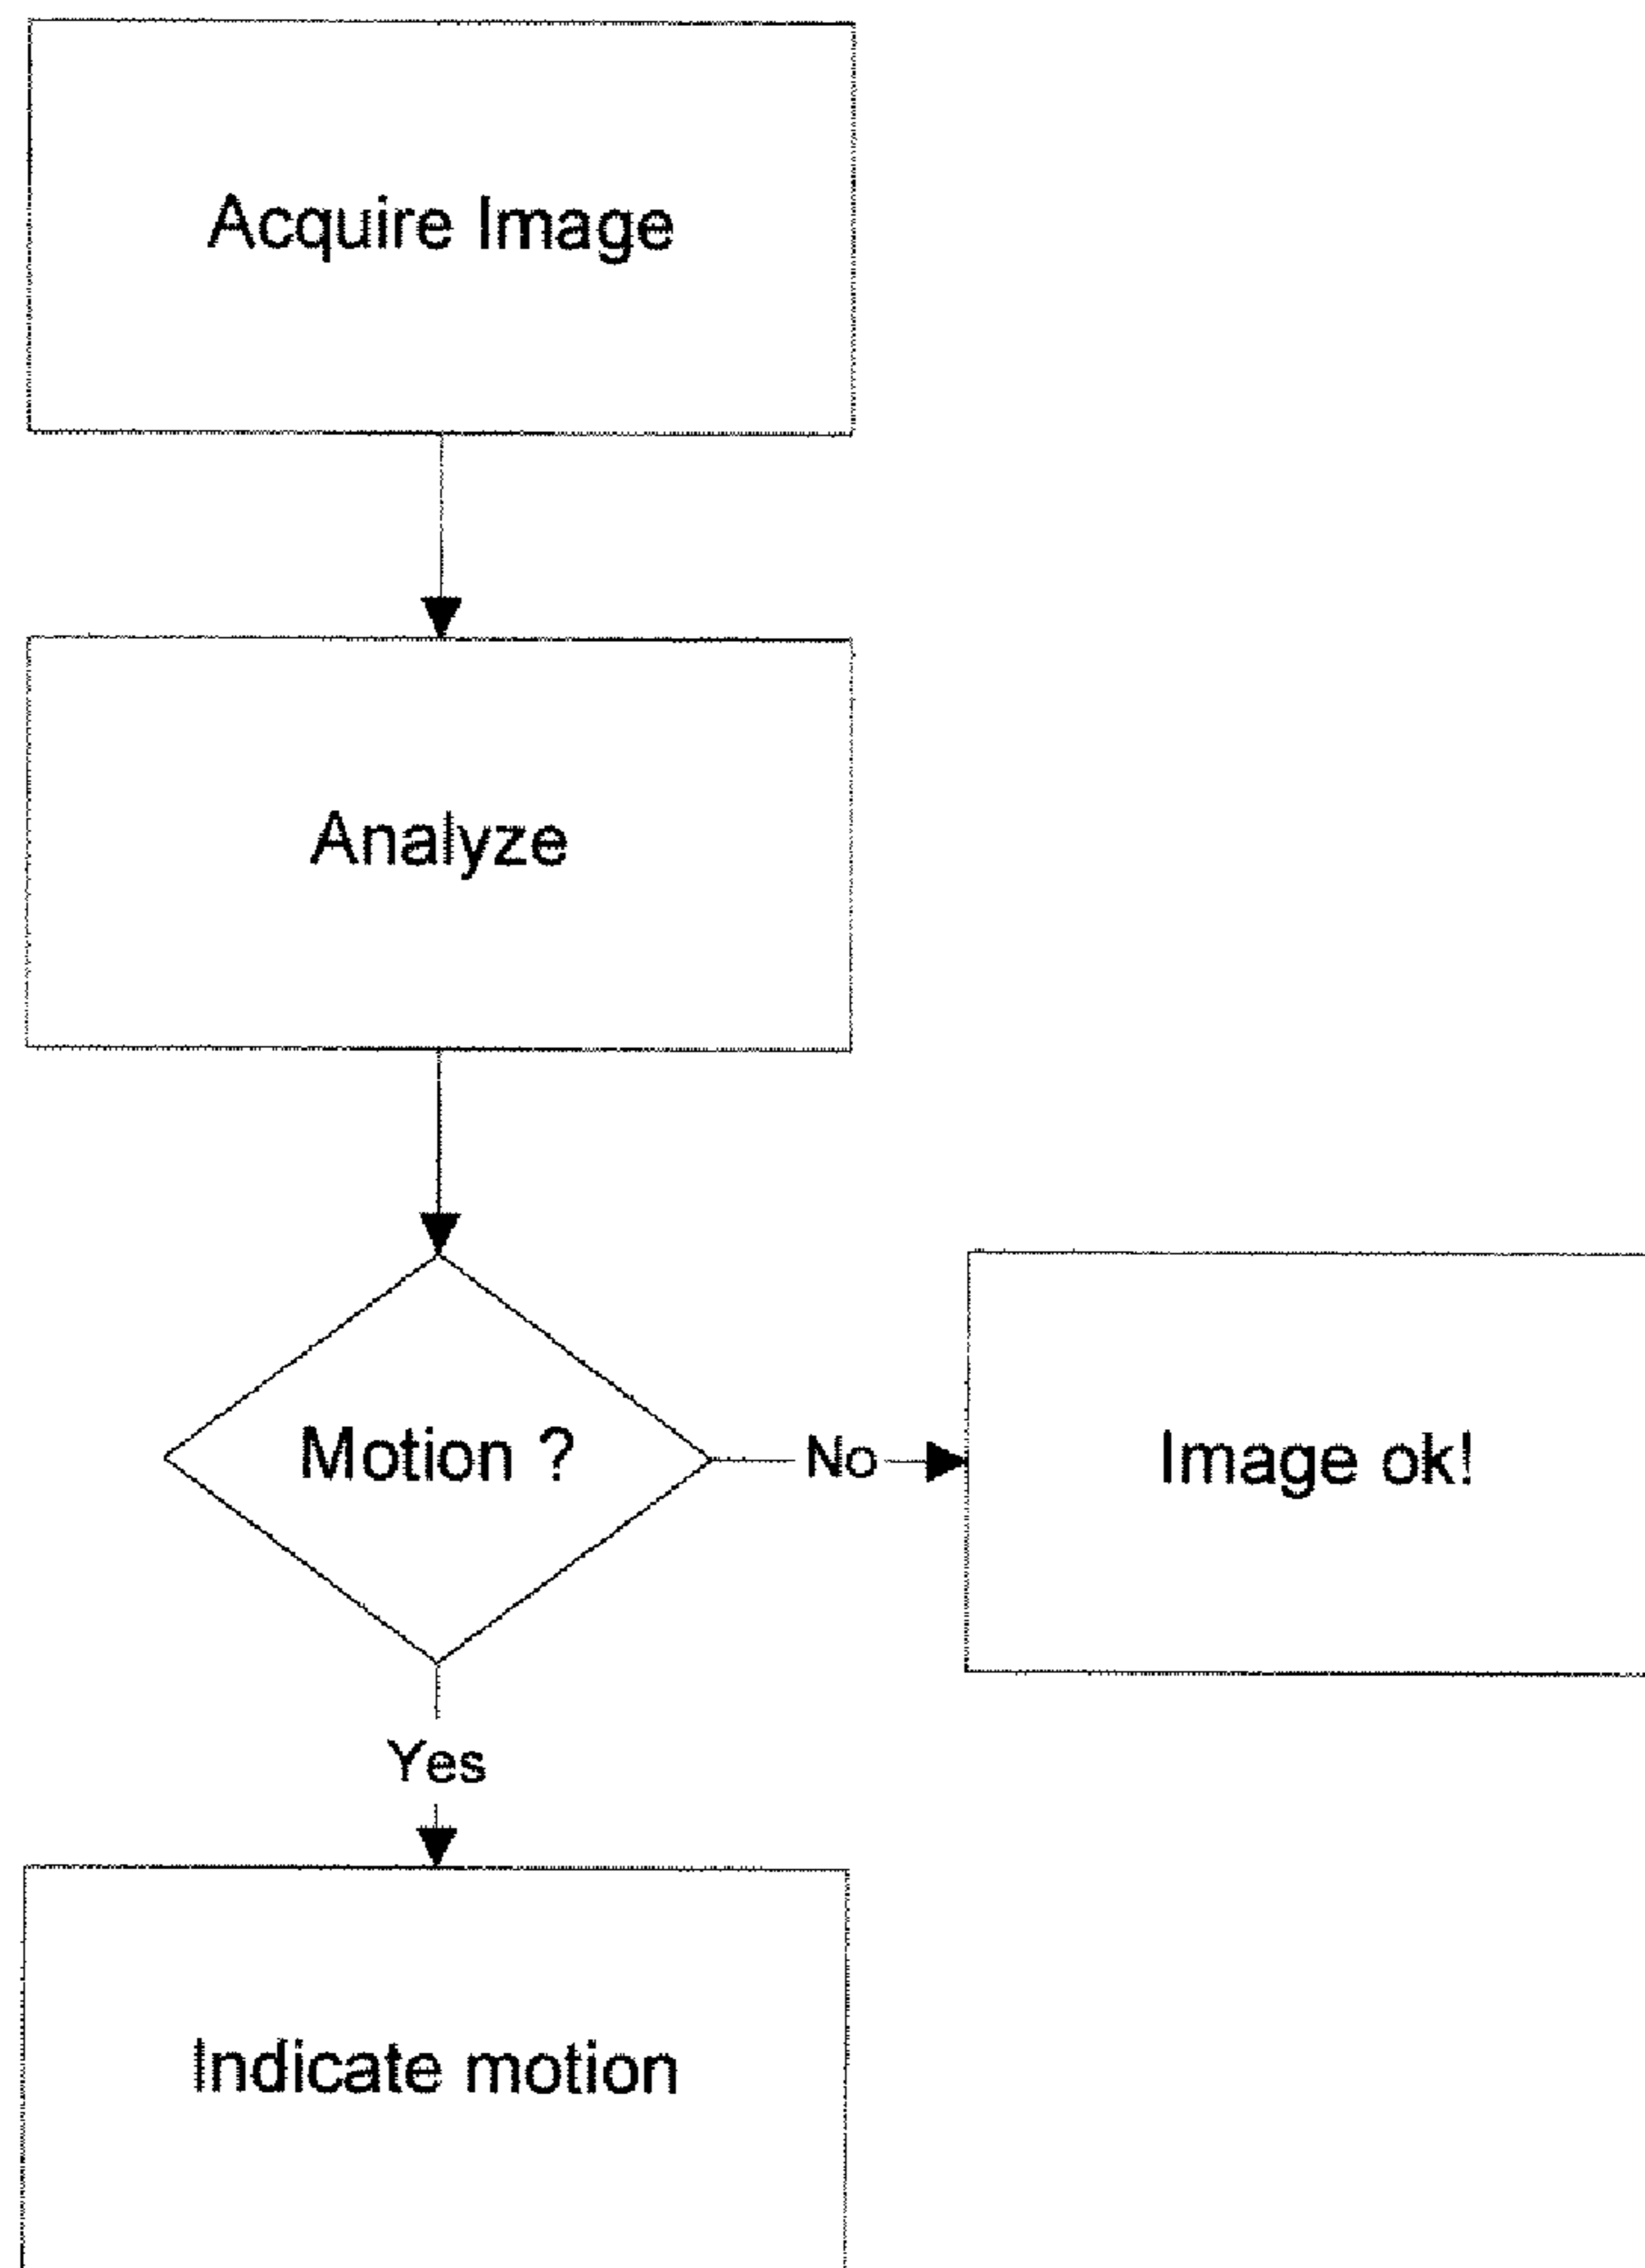 Acquire Image
Analyze
Motion ?
No
Image ok!
Yes
Indicate motion